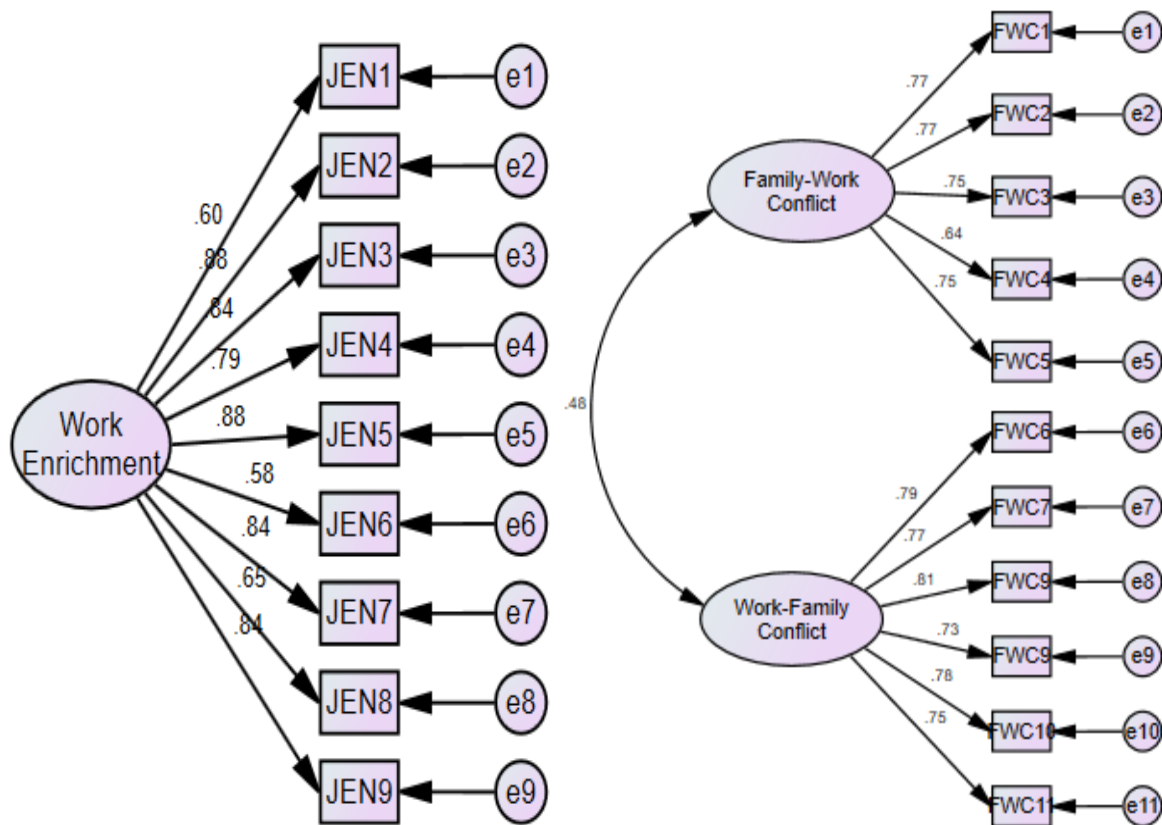 JEN1
e1
JEN2
e2
.60
JEN3
e3
.88
.84
JEN4
e4
.79
Work
Enrichment
.88
JEN5
e5
.58
JEN6
e6
.84
JEN7
e7
.65
.84
JEN8
e8
JEN9
e9
FWC1
e1
.77
FWC2
e2
.77
Family-Work
Conflict
.75
FWC3
e3
.64
FWC4
e4
.75
FWC5
e5
.48
FWC6
e6
.79
FWC7
e7
.77
FWC9
e8
.81
Work-Family
Conflict
.73
FWC9
e9
.78
FWC10
e10
.75
FWC11
e11